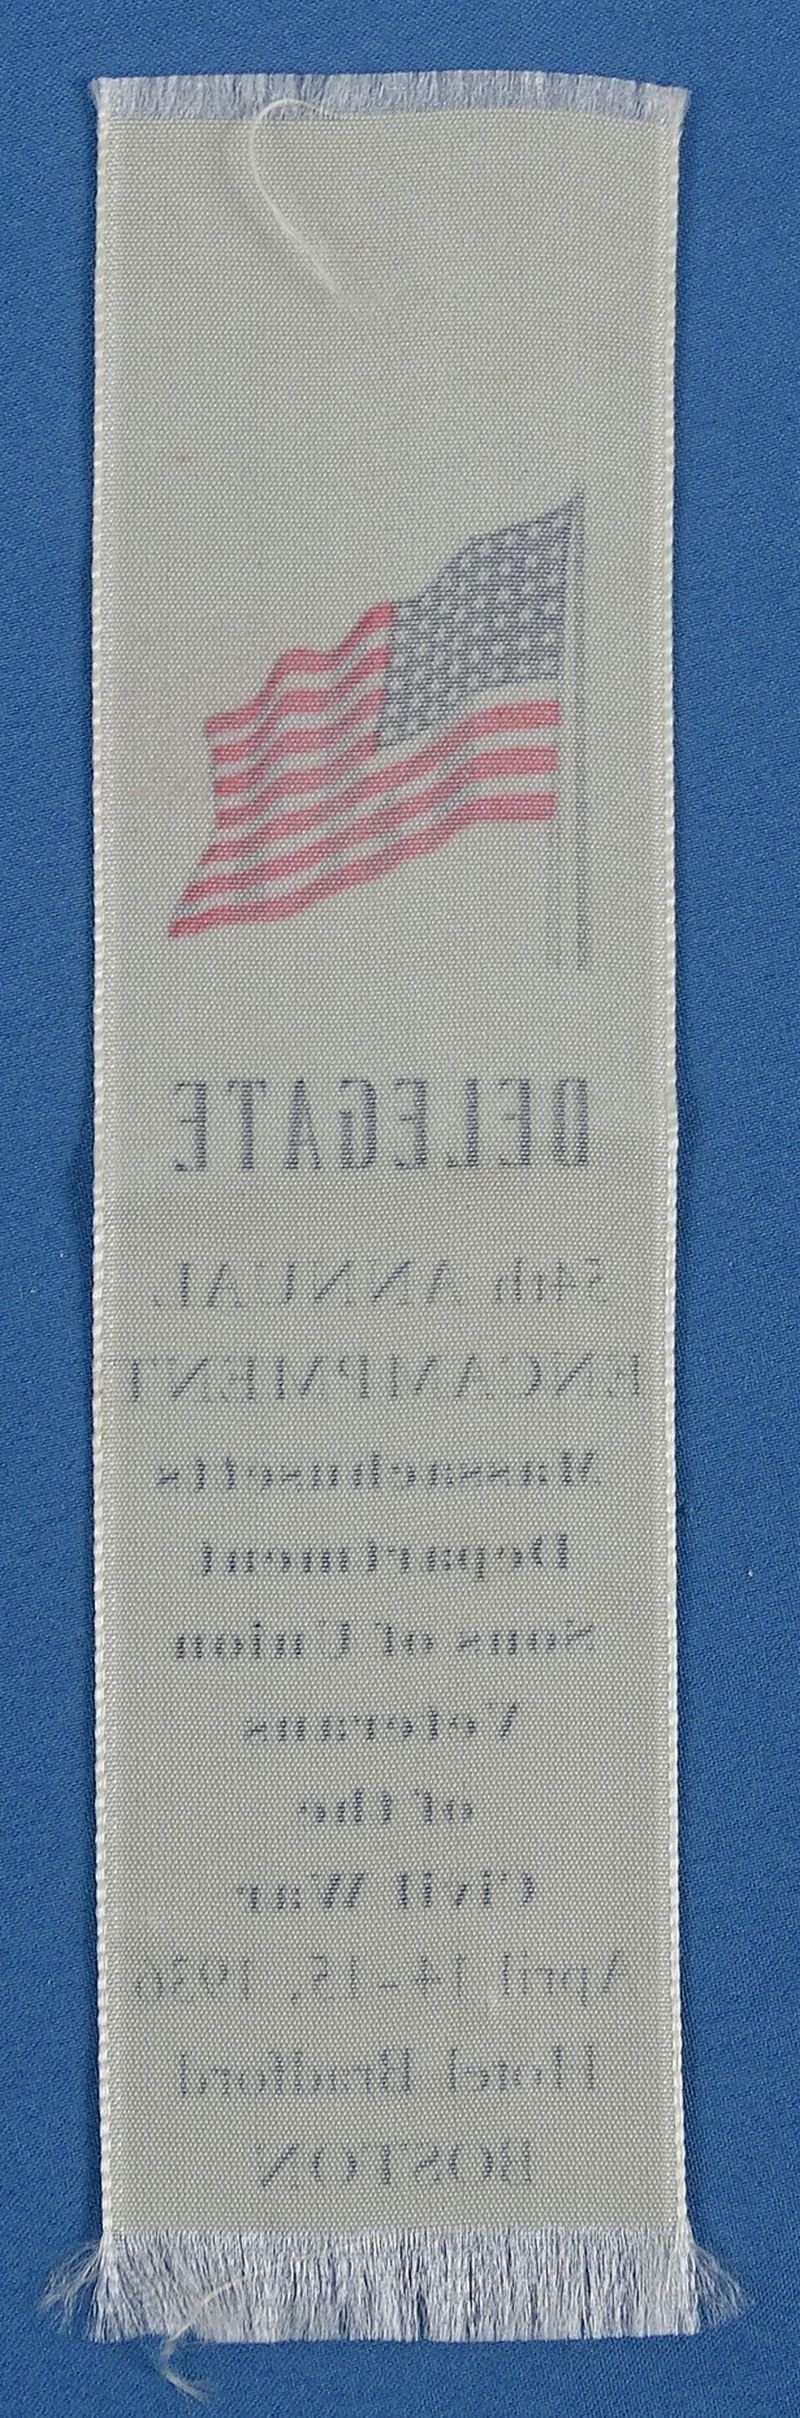 DELEGATE
54th ANNUAL
ENCAMPMENT
Massachusetts
Department
Sons of Union
Veterans
of the
Civil War
April 14-15, 1936
Hotel Bradford
BOSTON